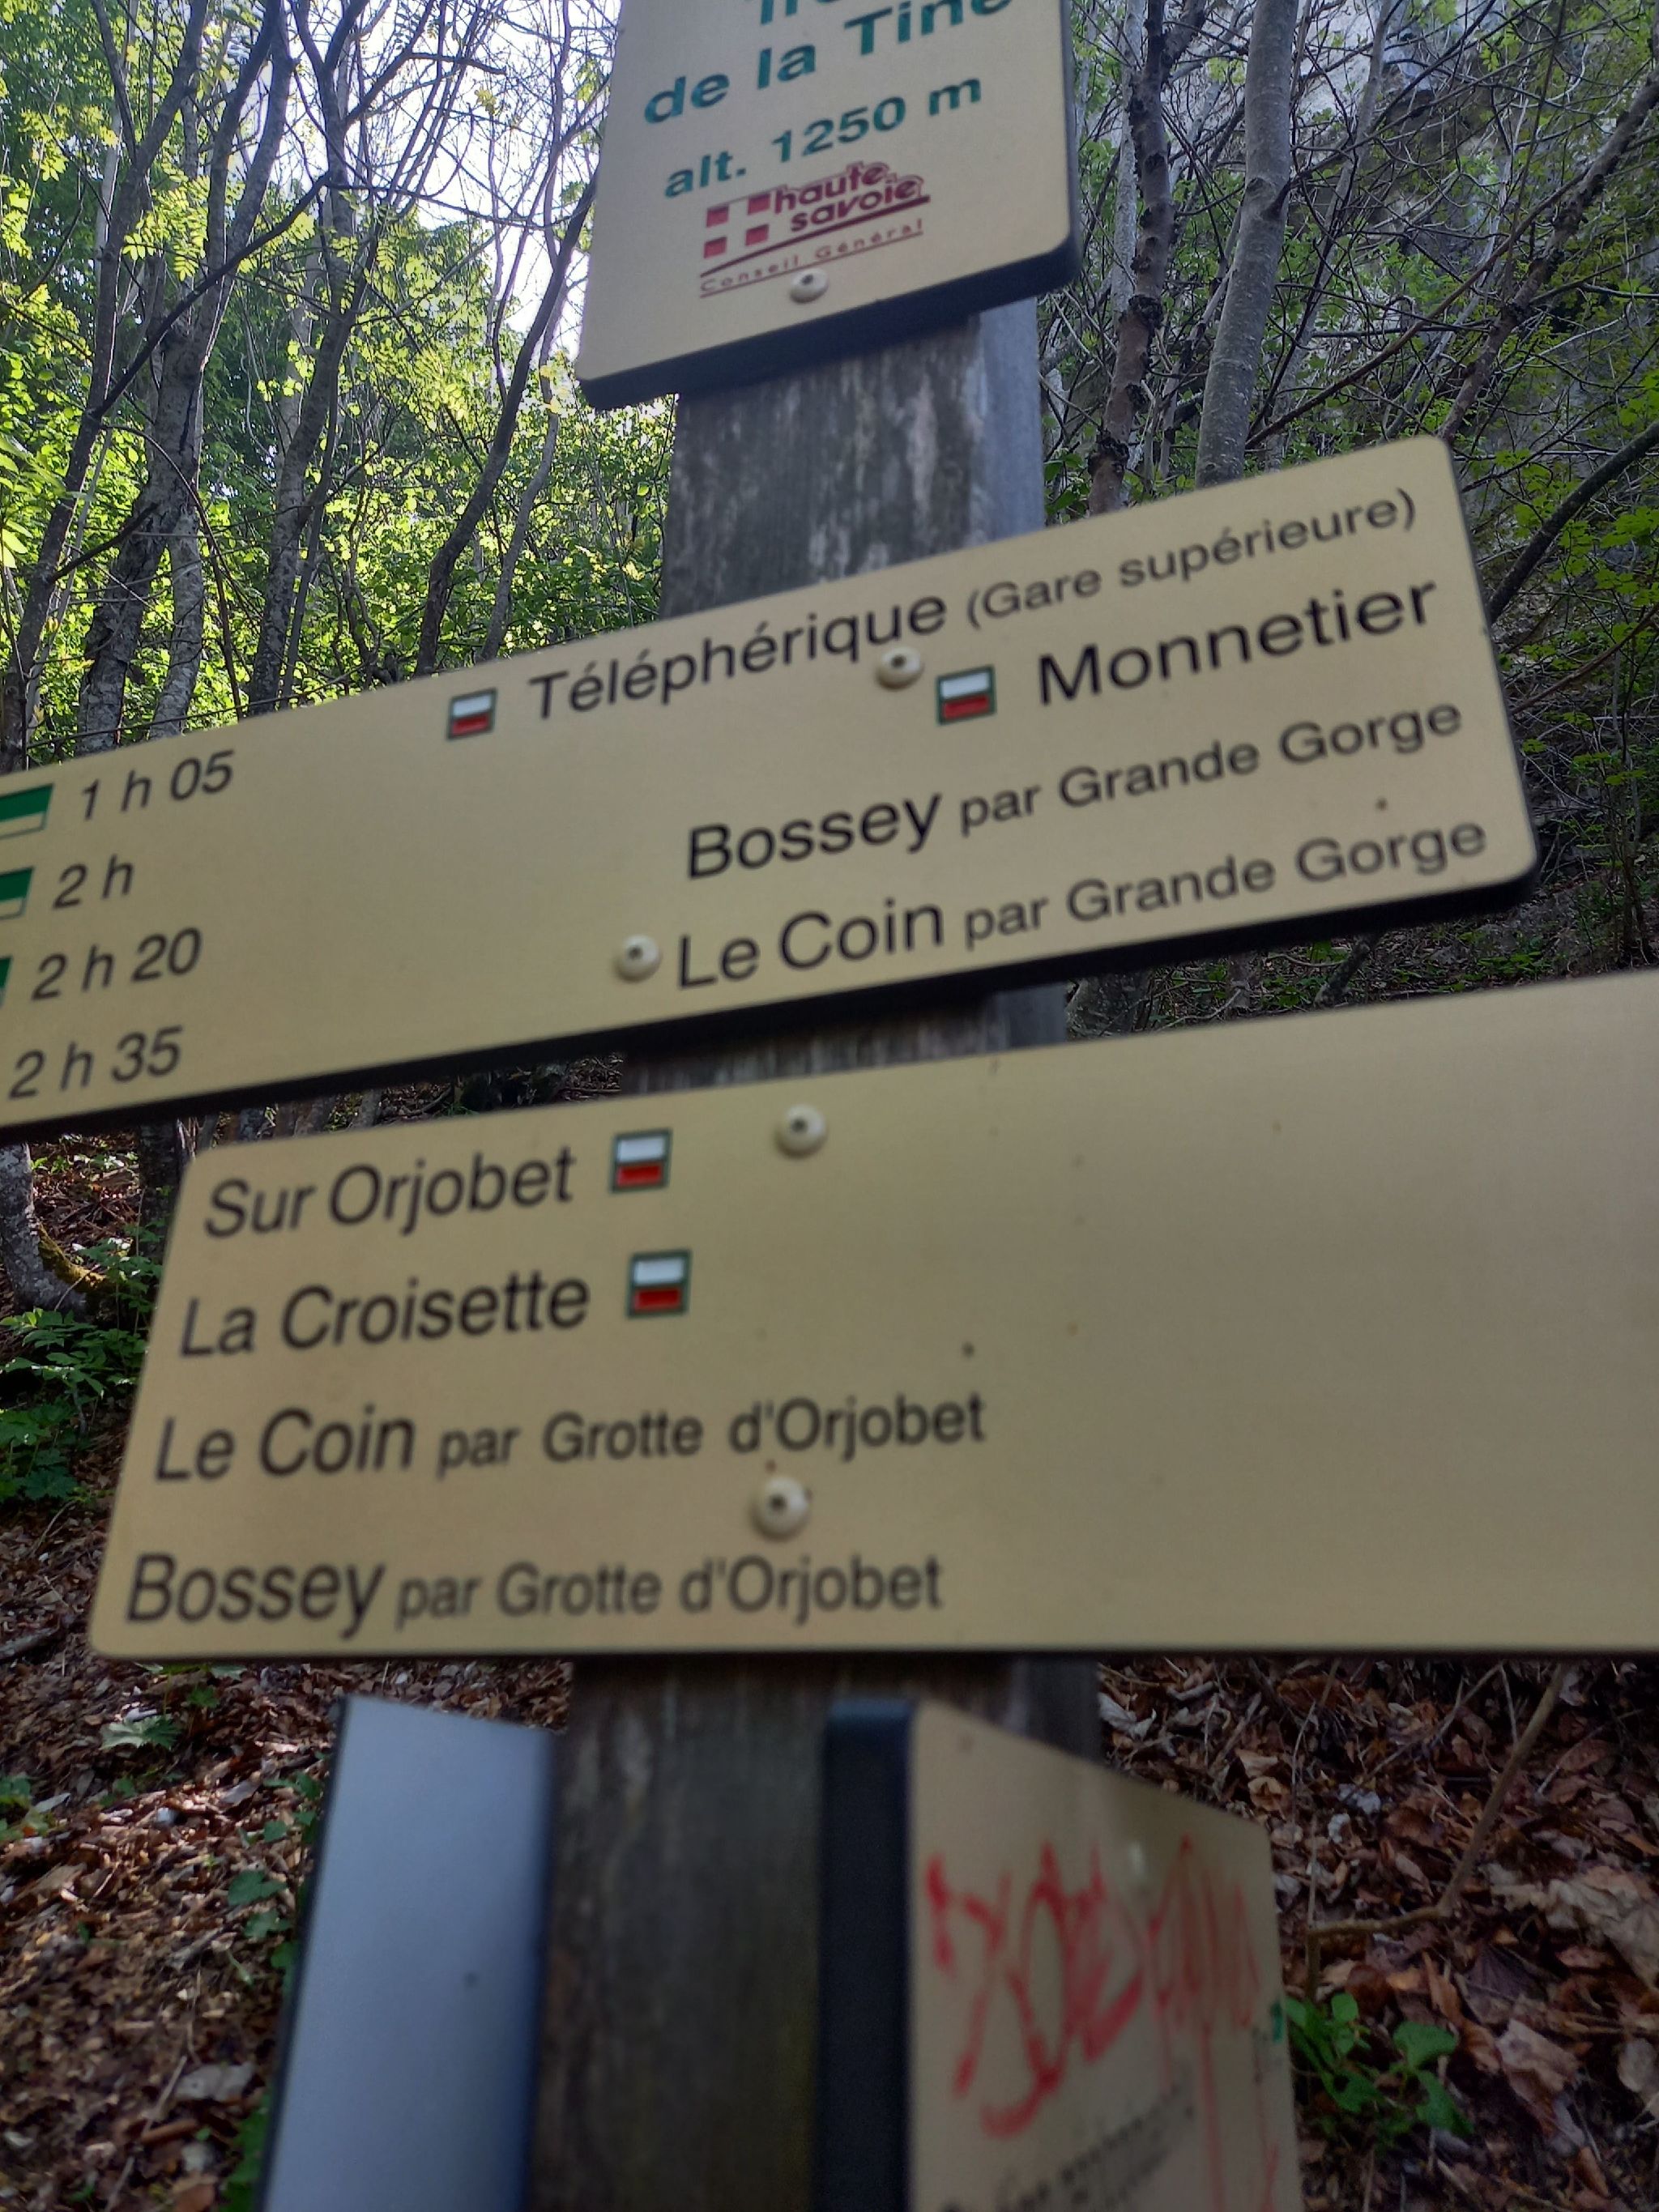 de la Tine
alt. 1250 m
haute
savoie
Conseil Général
Téléphérique (Gare supérieure)
1 h 05
Monnetier
2 h
Bossey par Grande Gorge
2 h 20
Le Coin par Grande Gorge
2 h 35
Sur Orjobet
La Croisette
Le Coin par Grotte d'Orjobet
Bossey par Grotte d'Orjobet